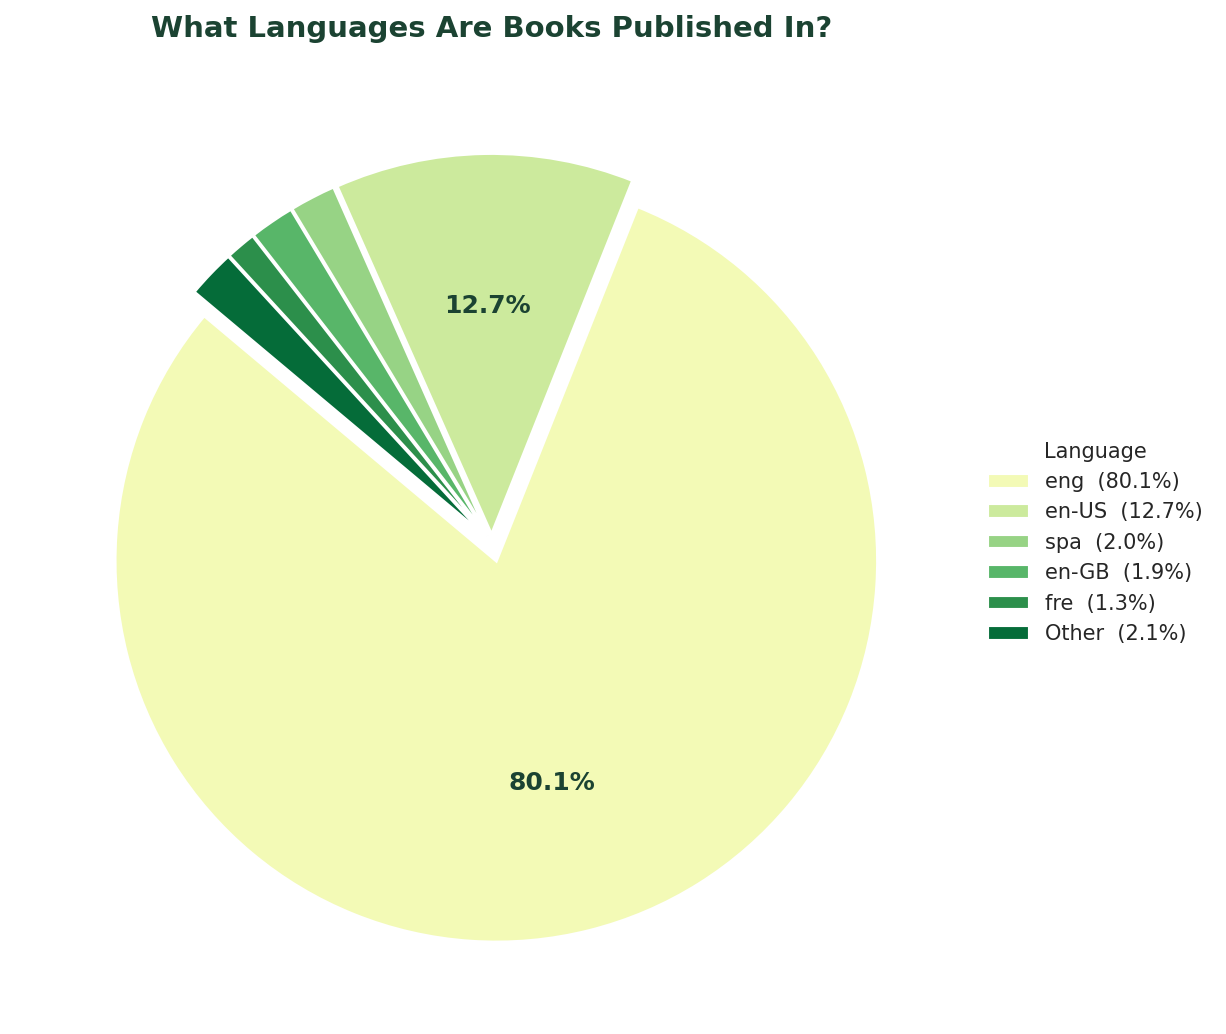 What Languages Are Books Published In?
12.7%
80.1%
Language
eng (80.1%)
en-US (12.7%)
spa (2.0%)
en-GB (1.9%)
fre (1.3%)
Other (2.1%)